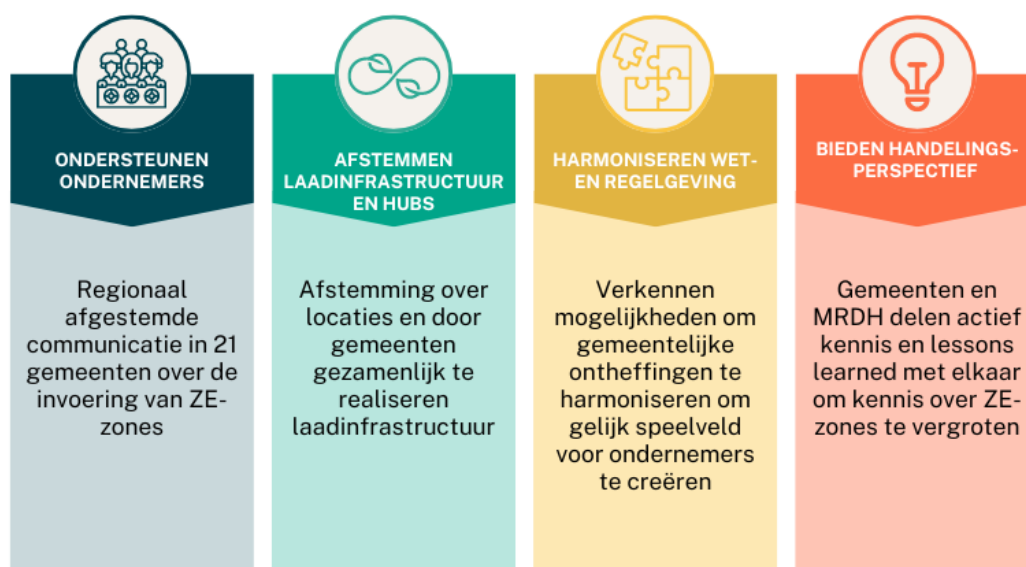 ONDERSTEUNEN
ONDERNEMERS
Regionaal
afgestemde
communicatie in 21
gemeenten over de
invoering van ZE-
zones
AFSTEMMEN
LAADINFRASTRUCTUUR
EN HUBS
Afstemming over
locaties en door
gemeenten
gezamenlijk te
realiseren
laadinfrastructuur
HARMONISEREN WET-
EN REGELGEVING
Verkennen
mogelijkheden om
gemeentelijke
ontheffingen te
harmoniseren om
gelijk speelveld
voor ondernemers
te creëren
BIEDEN HANDELINGS-
PERSPECTIEF
Gemeenten en
MRDH delen actief
kennis en lessons
learned met elkaar
om kennis over ZE-
zones te vergroten